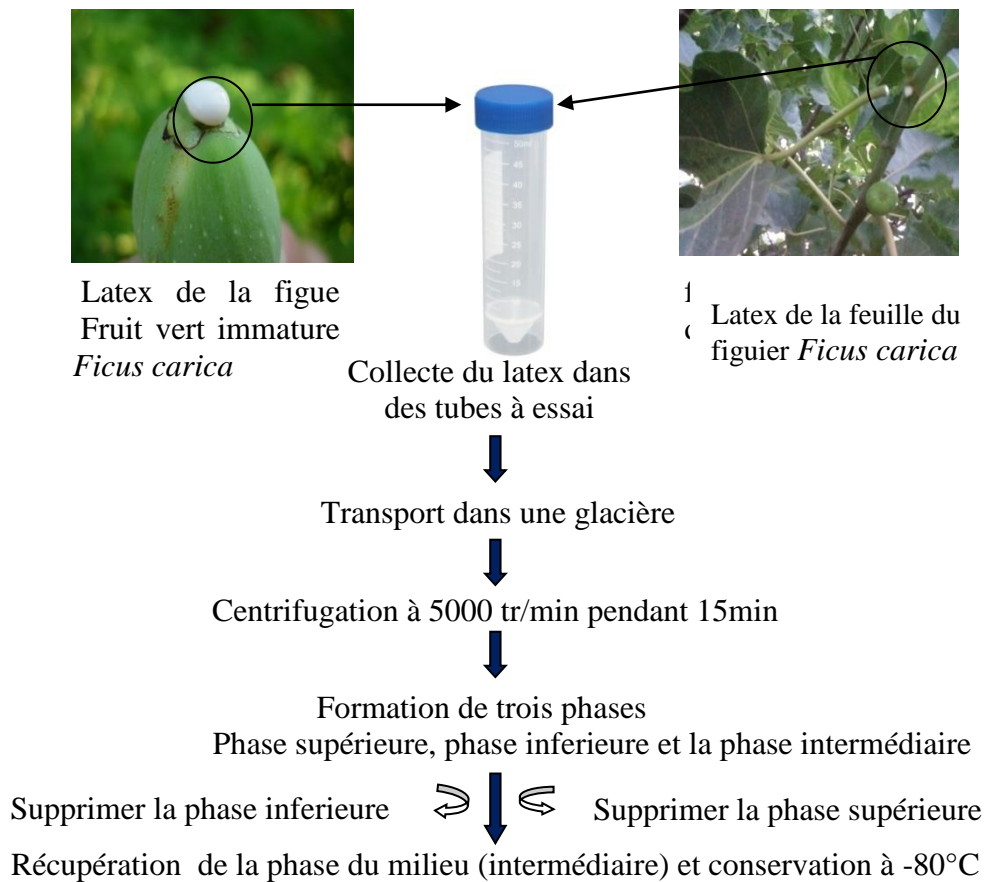 Latex de la figue
Fruit vert immature
Ficus carica
Latex de la feuille du
figuier Ficus carica
Collecte du latex dans
des tubes à essai
Transport dans une glacière
Centrifugation à 5000 tr/min pendant 15min
Formation de trois phases
Phase supérieure, phase inferieure et la phase intermédiaire
Supprimer la phase inferieure
Supprimer la phase supérieure
Récupération de la phase du milieu (intermédiaire) et conservation à -80°C